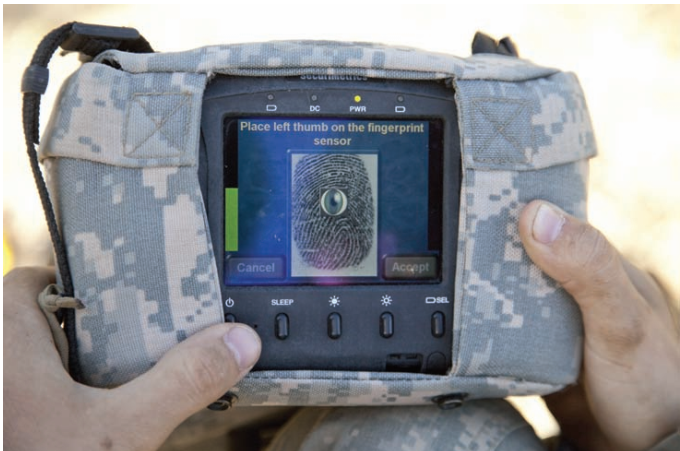 securimetrics
DC PWR
Place left thumb on the fingerprint
sensor
Cancel Accept
SLEEP SEL